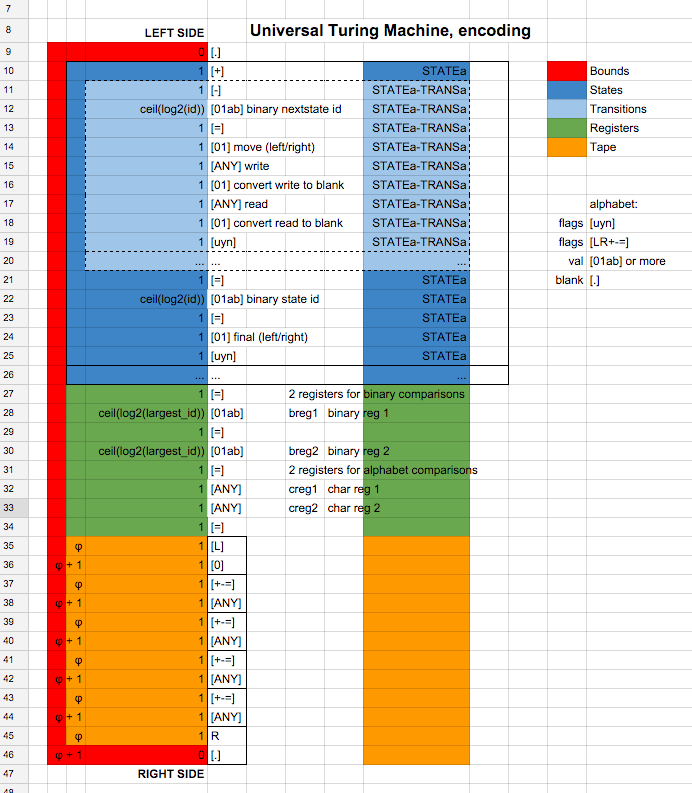 7
8 LEFT SIDE Universal Turing Machine, encoding
9 0 [.]
10 1 [+] STATEa Bounds
11 1 [-] STATEa-TRANSa States
12 ceil(log2(id)) [01ab] binary nextstate id STATEa-TRANSa Transitions
13 1 [=] STATEa-TRANSa Registers
14 1 [01] move (left/right) STATEa-TRANSa Tape
15 1 [ANY] write STATEa-TRANSa
16 1 [01] convert write to blank STATEa-TRANSa
17 1 [ANY] read STATEa-TRANSa alphabet:
18 1 [01] convert read to blank STATEa-TRANSa flags [uyn]
19 1 [uyn] STATEa-TRANSa flags [LR+-=]
20 ... ... ... val [01ab] or more
21 1 [=] STATEa blank [.]
22 ceil(log2(id)) [01ab] binary state id STATEa
23 1 [=] STATEa
24 1 [01] final (left/right) STATEa
25 1 [uyn] STATEa
26 ... ... ...
27 1 [=] 2 registers for binary comparisons
28 ceil(log2(largest_id)) [01ab] breg1 binary reg 1
29 1 [=]
30 ceil(log2(largest_id)) [01ab] breg2 binary reg 2
31 1 [=] 2 registers for alphabet comparisons
32 1 [ANY] creg1 char reg 1
33 1 [ANY] creg2 char reg 2
34 1 [=]
35 φ 1 [L]
36 φ + 1 1 [0]
37 φ 1 [+-=]
38 φ + 1 1 [ANY]
39 φ 1 [+-=]
40 φ + 1 1 [ANY]
41 φ 1 [+-=]
42 φ + 1 1 [ANY]
43 φ 1 [+-=]
44 φ + 1 1 [ANY]
45 φ 1 R
46 φ + 1 0 [.]
47 RIGHT SIDE
48